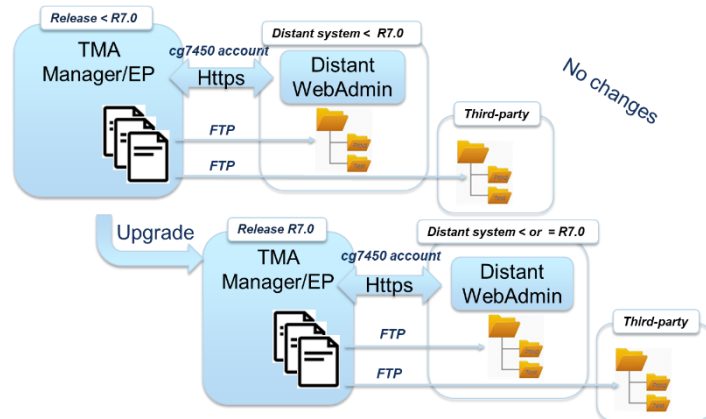 Release < R7.0
TMA
Manager/EP
cg7450 account
Https
Distant system < R7.0
Distant
WebAdmin
No changes
FTP
FTP
Third-party
Upgrade
Release R7.0
TMA
Manager/EP
cg7450 account
Https
Distant system < or = R7.0
Distant
WebAdmin
FTP
FTP
Third-party